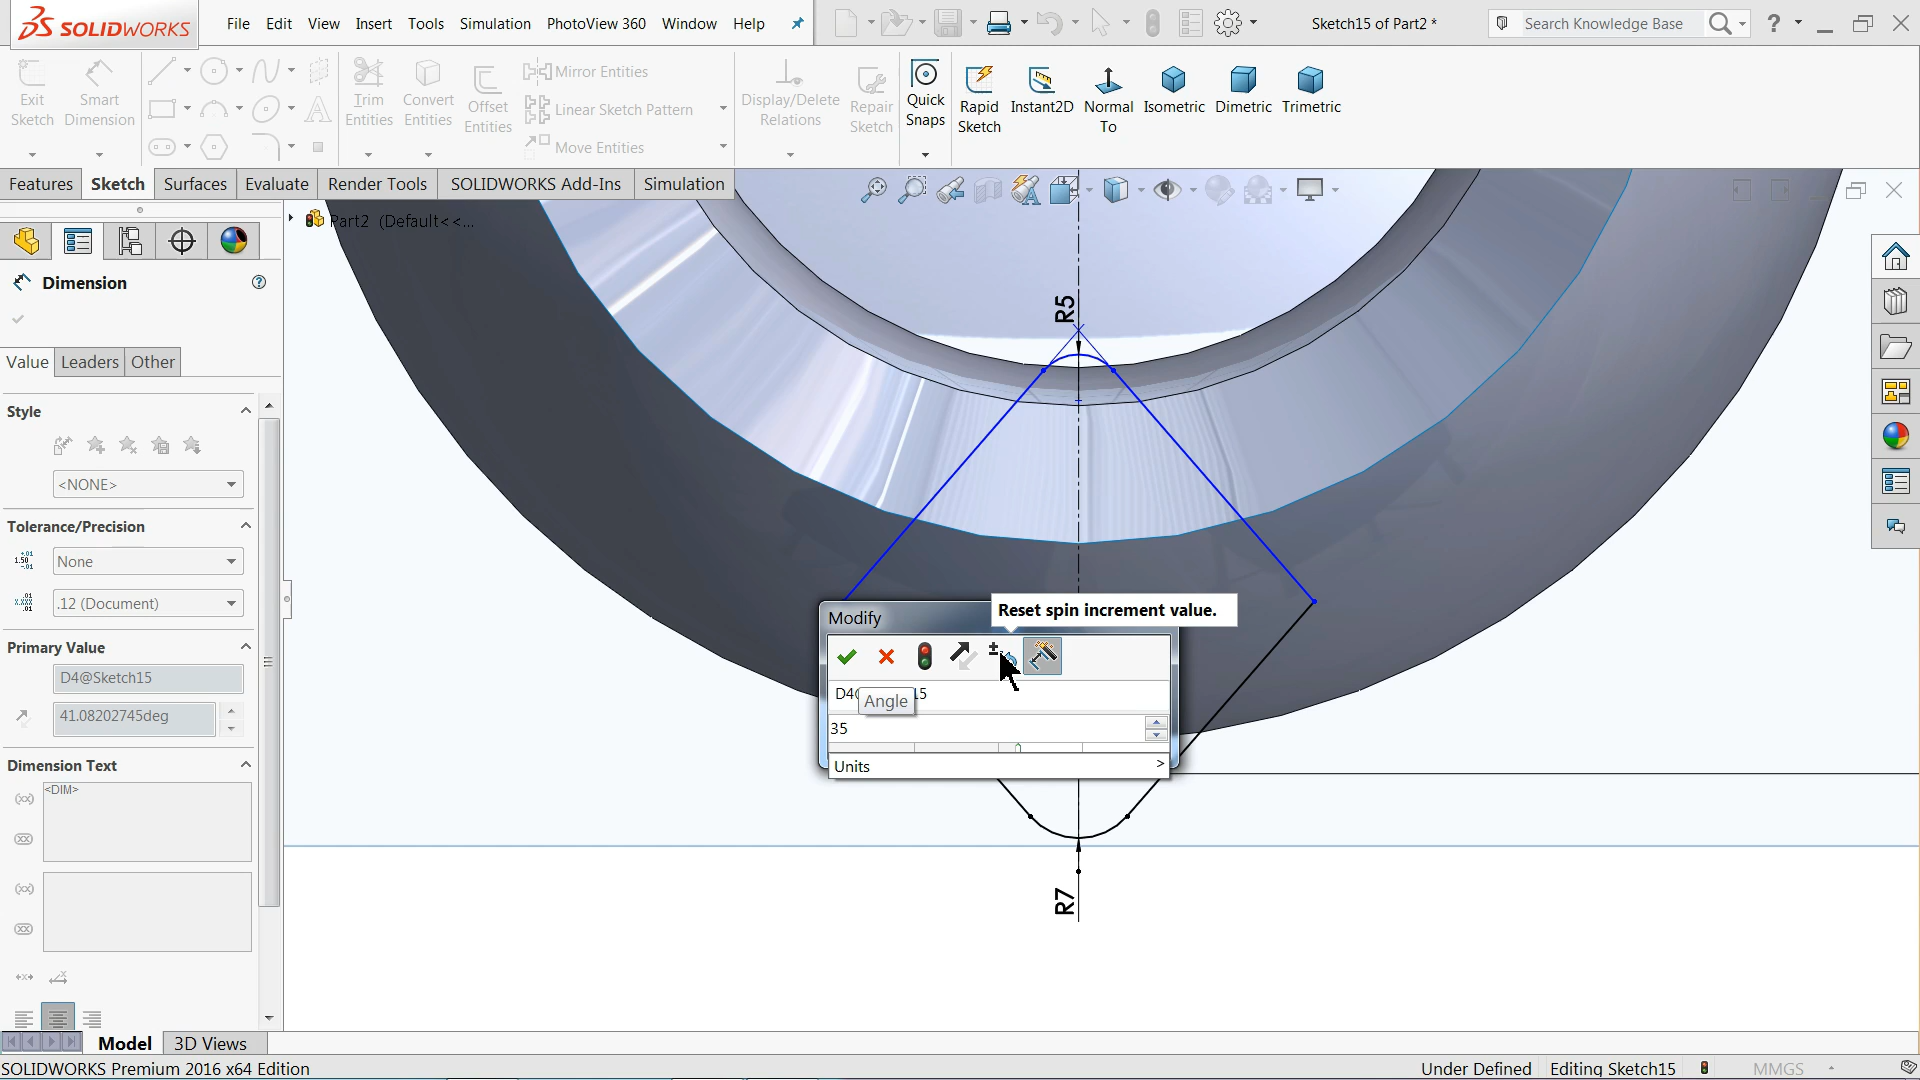 SOLIDWORKS
File Edit View Insert Tools Simulation PhotoView 360 Window Help
Sketch15 of Part2 *
Search Knowledge Base
Exit Sketch
Smart Dimension
Trim Entities
Convert Entities
Offset Entities
Mirror Entities
Linear Sketch Pattern
Move Entities
Display/Delete Relations
Repair Sketch
Quick Snaps
Rapid Sketch
Instant2D
Normal To
Isometric
Dimetric
Trimetric
Features Sketch Surfaces Evaluate Render Tools SOLIDWORKS Add-Ins Simulation
Part2 (Default<<...
Dimension
Value Leaders Other
Style
<NONE>
Tolerance/Precision
None
.12 (Document)
Primary Value
D4@Sketch15
41.08202745deg
Dimension Text
<DIM>
R5
Reset spin increment value.
Modify
D4 15
Angle
35
Units >
R7
Model 3D Views
SOLIDWORKS Premium 2016 x64 Edition
Under Defined Editing Sketch15 MMGS